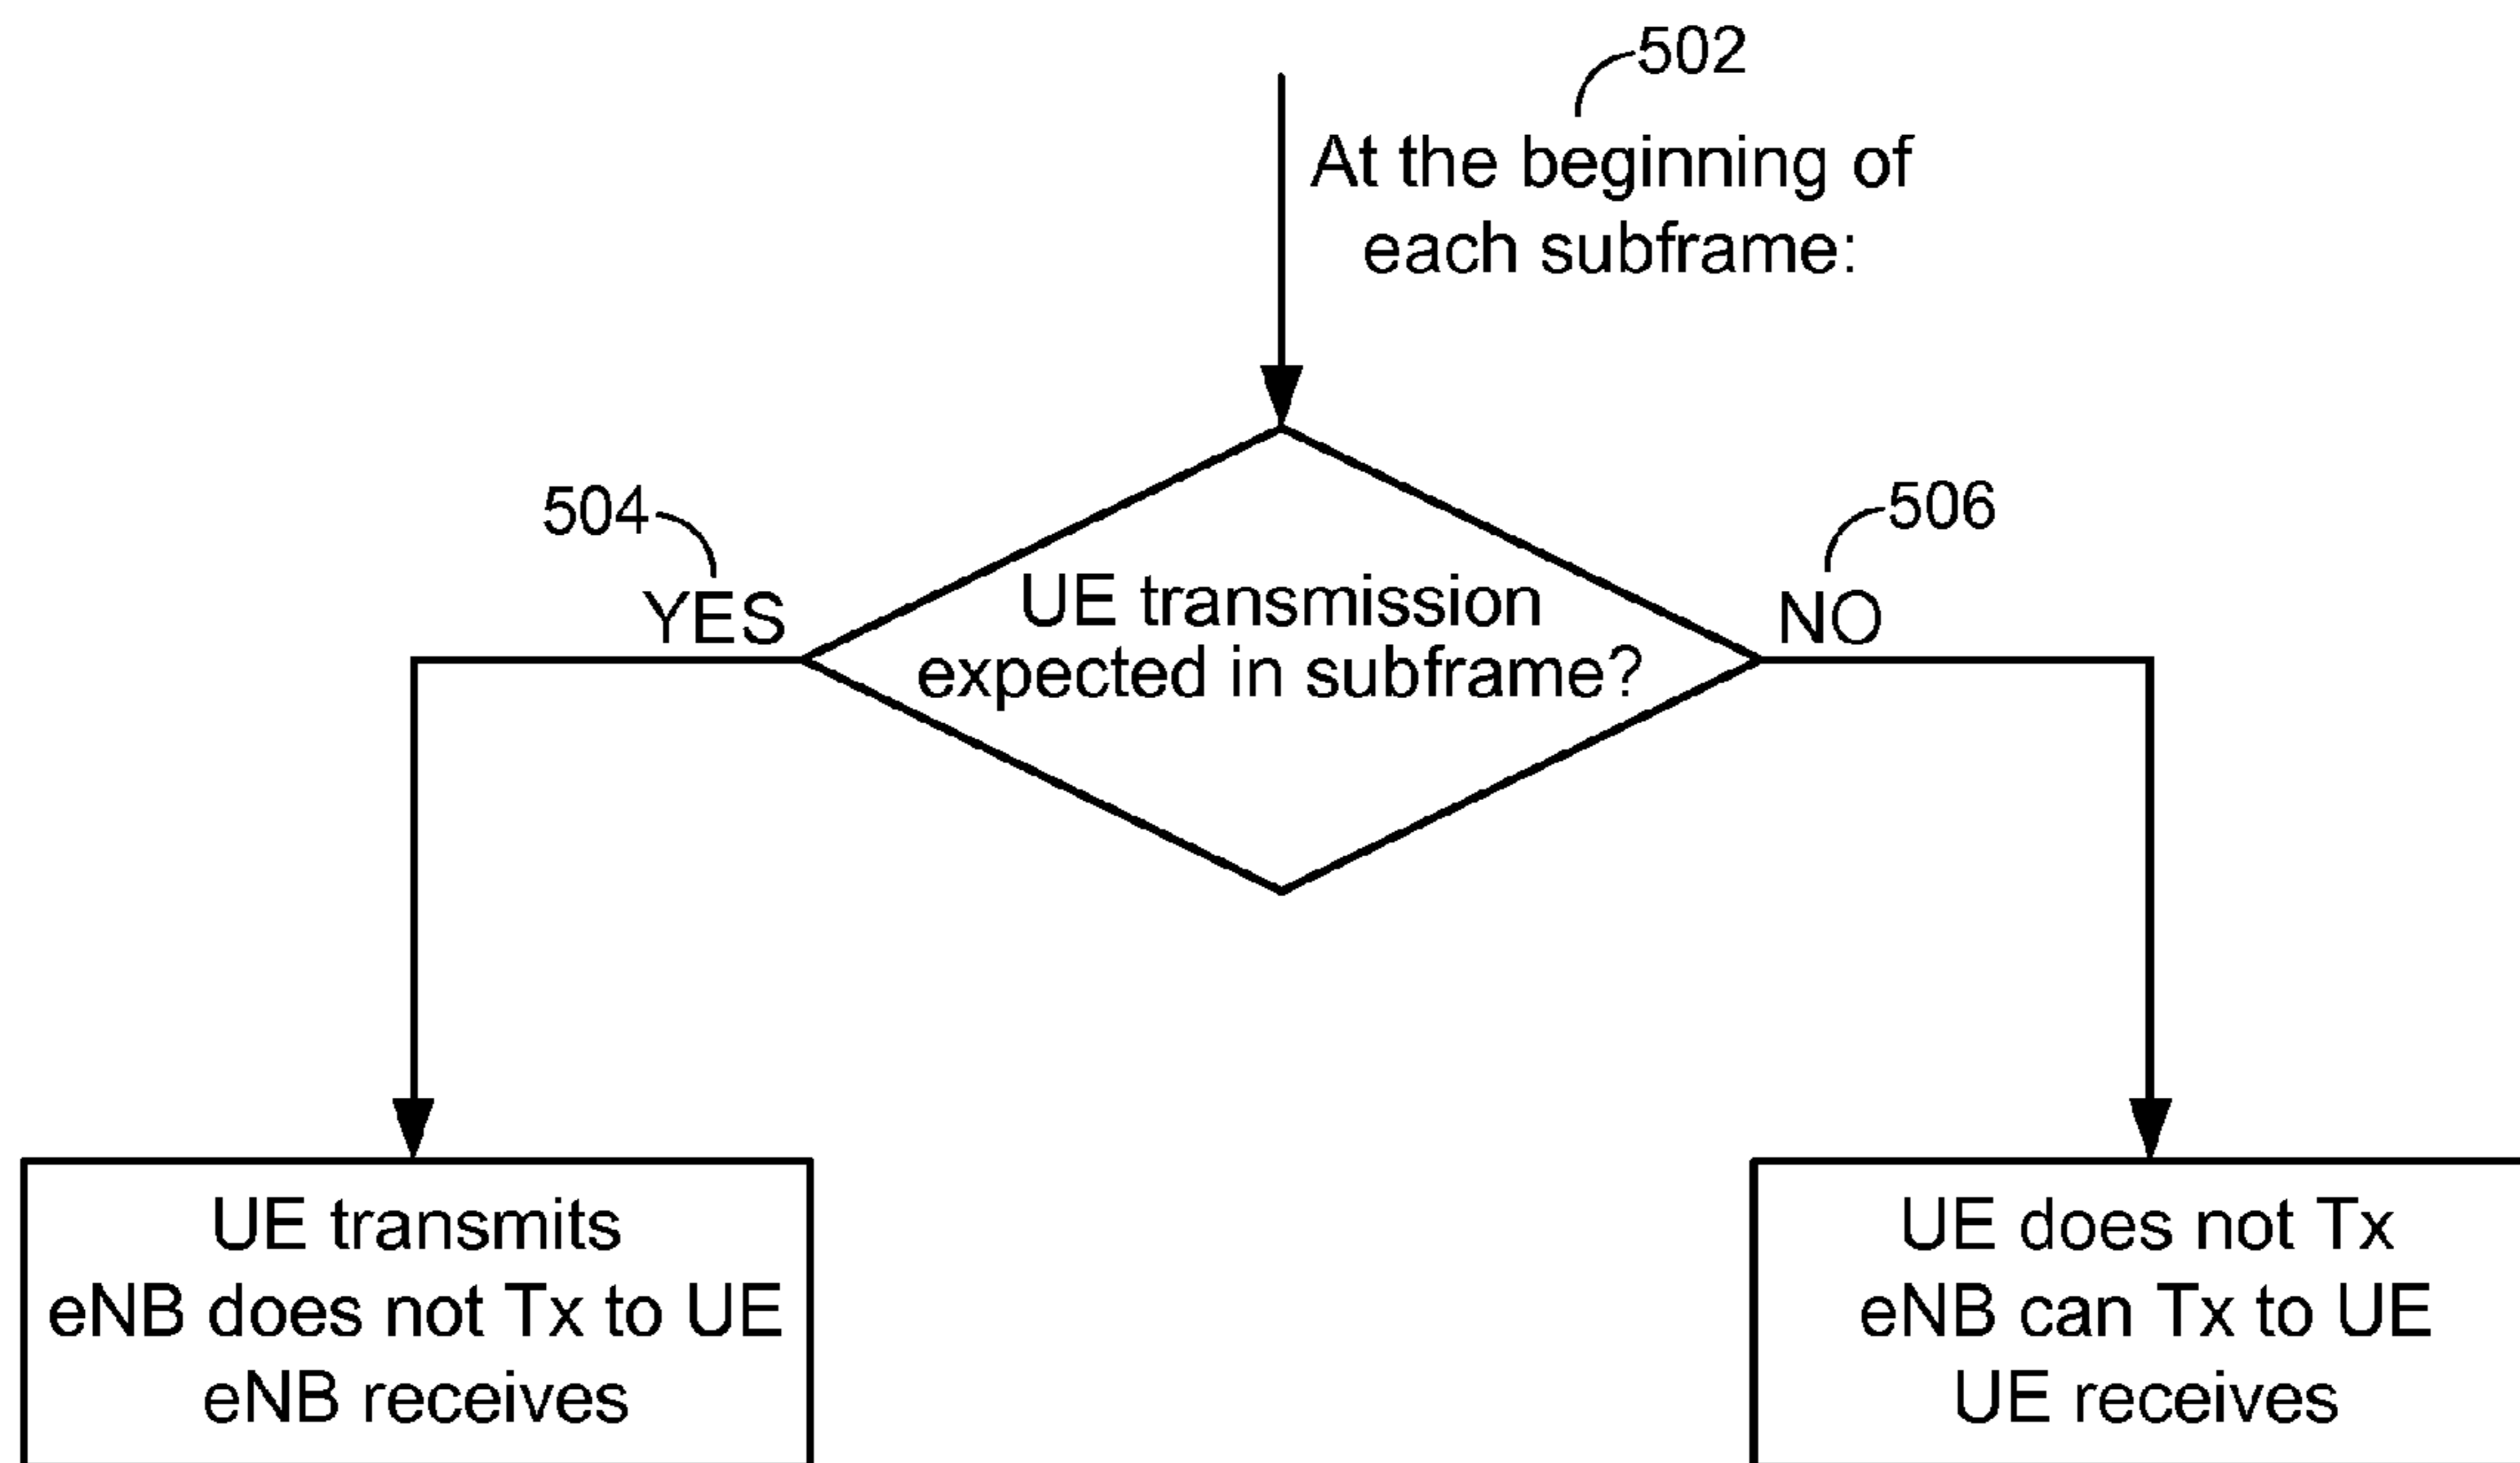 502
At the beginning of
each subframe:
504
YES
506
NO
UE transmission
expected in subframe?
UE transmits
eNB does not Tx to UE
eNB receives
UE does not Tx
eNB can Tx to UE
UE receives